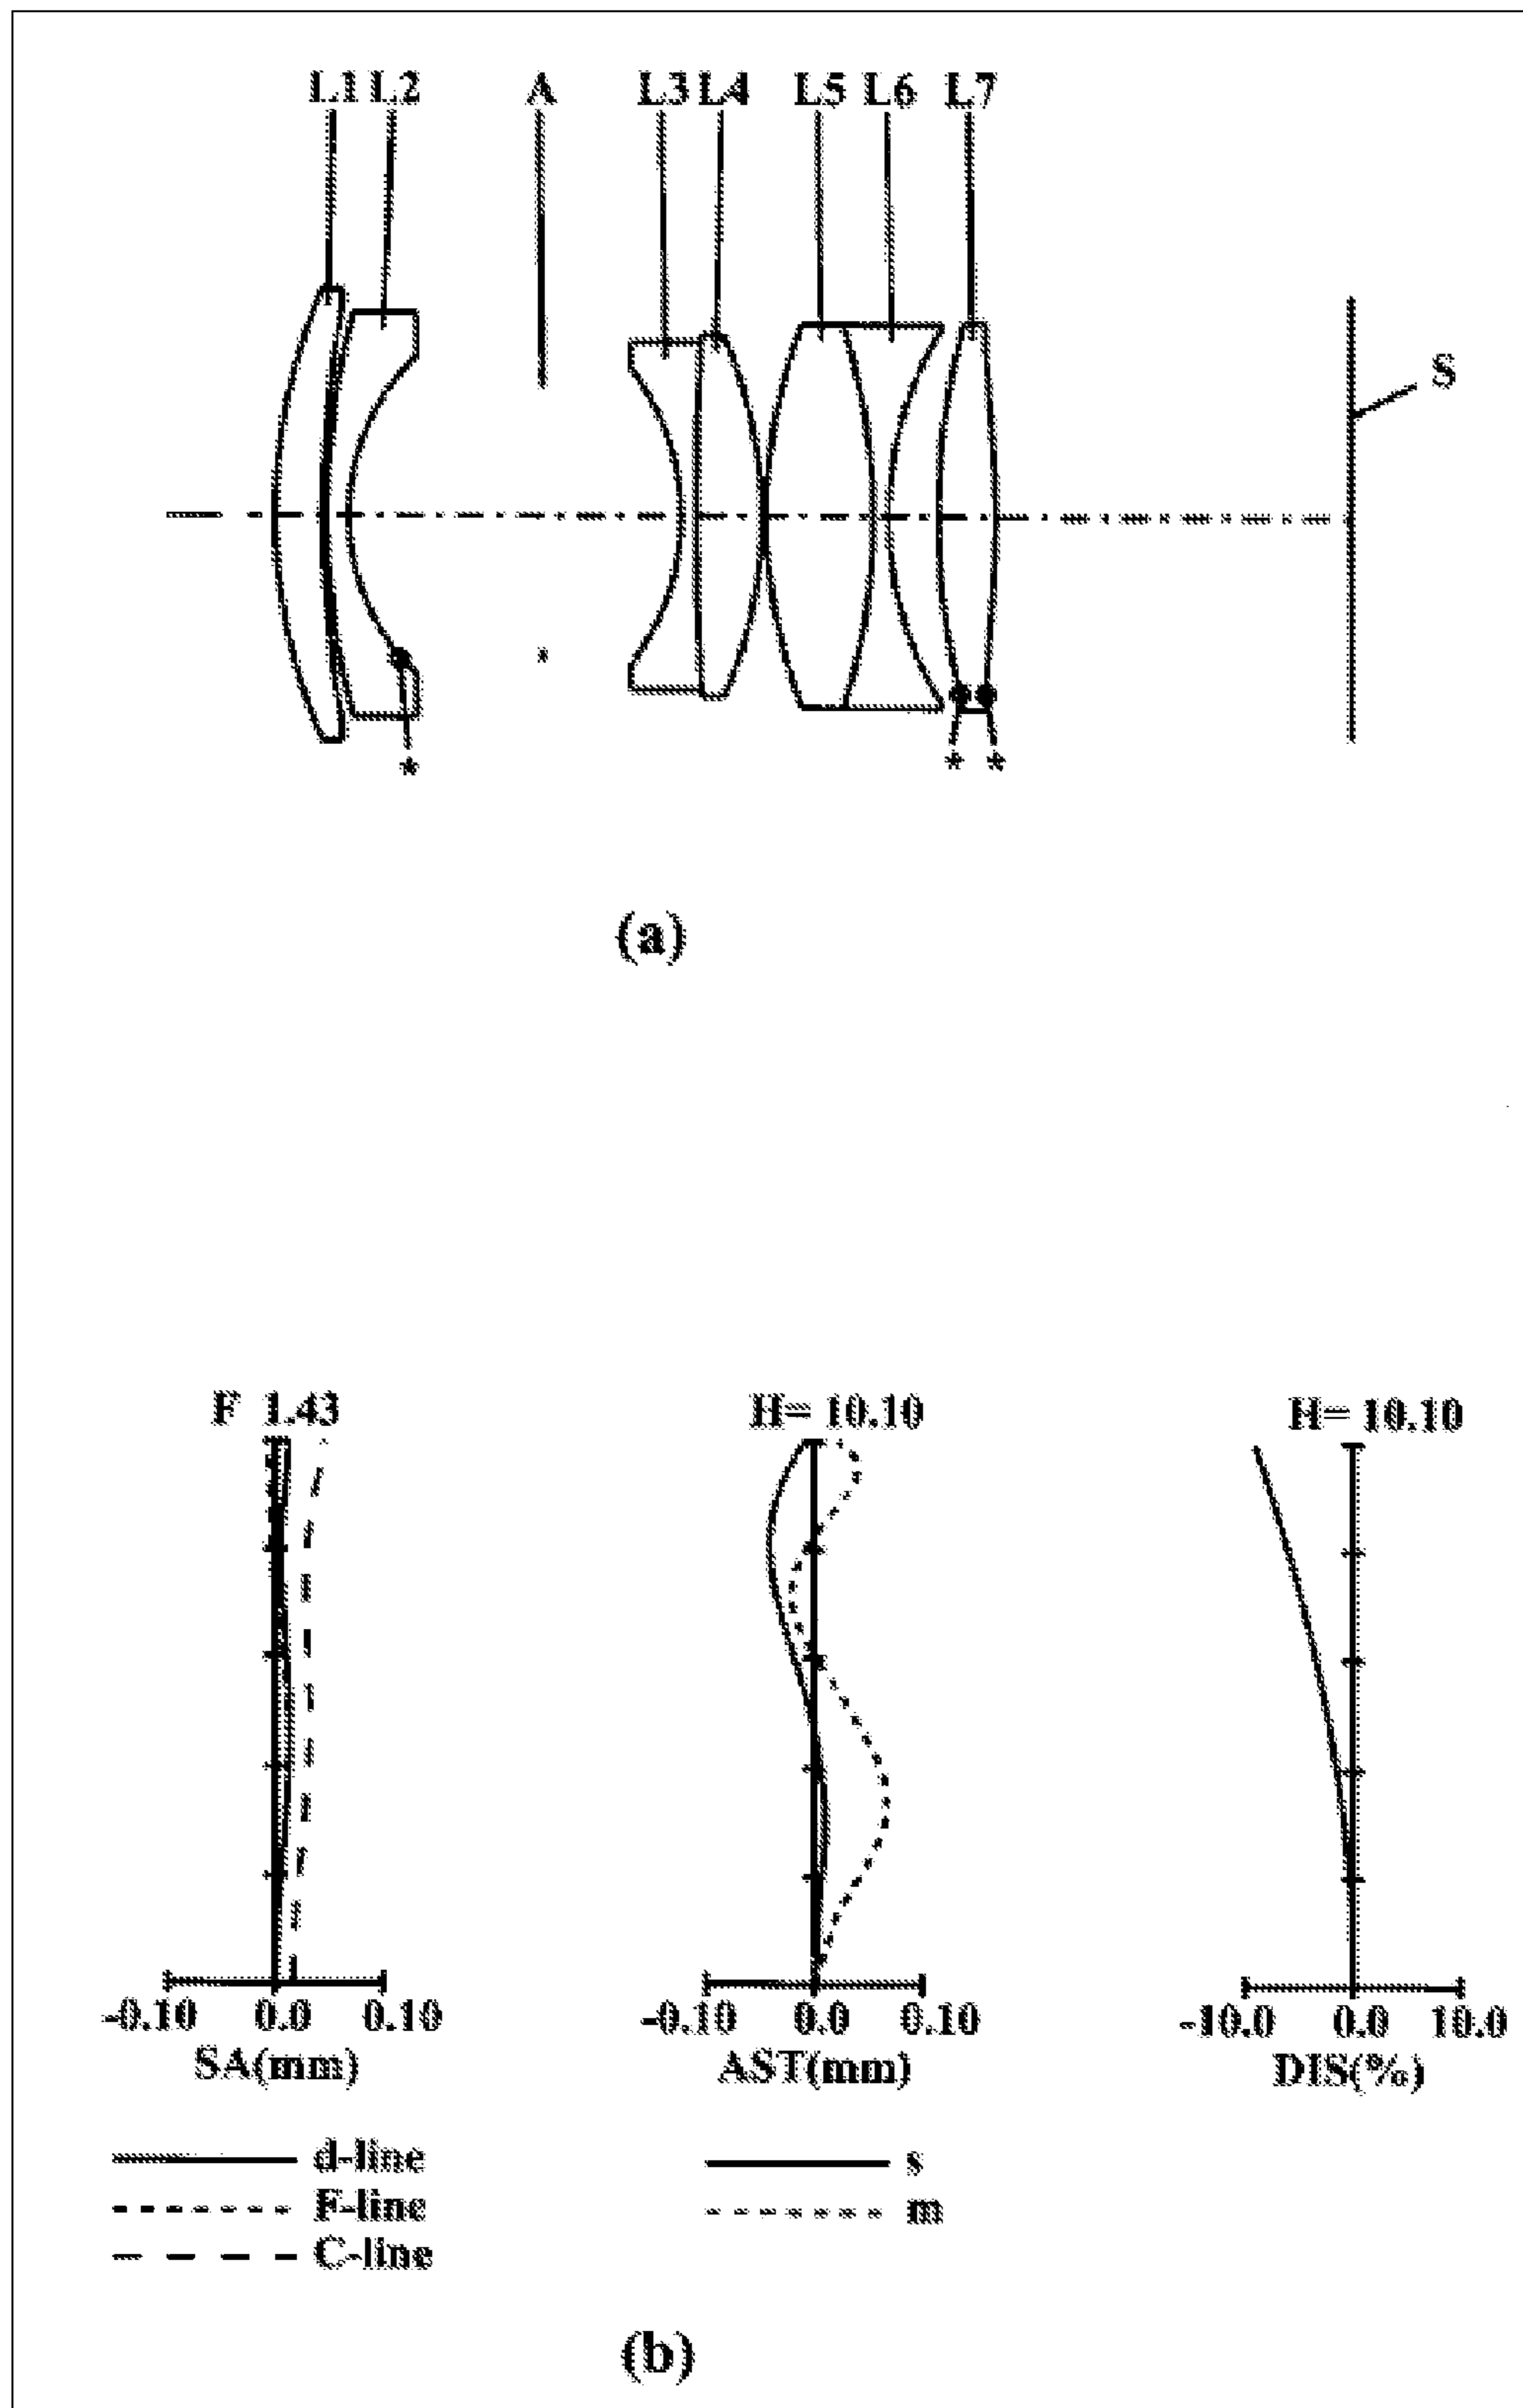 L1 L2 A L3 L4 L5 L6 L7
S
*
* * *
(a)
F 1.43 H= 10.10 H= 10.10
-0.10 0.0 0.10 -0.10 0.0 0.10 -10.0 0.0 10.0
SA(mm) AST(mm) DIS(%)
d-line s
F-line m
C-line
(b)